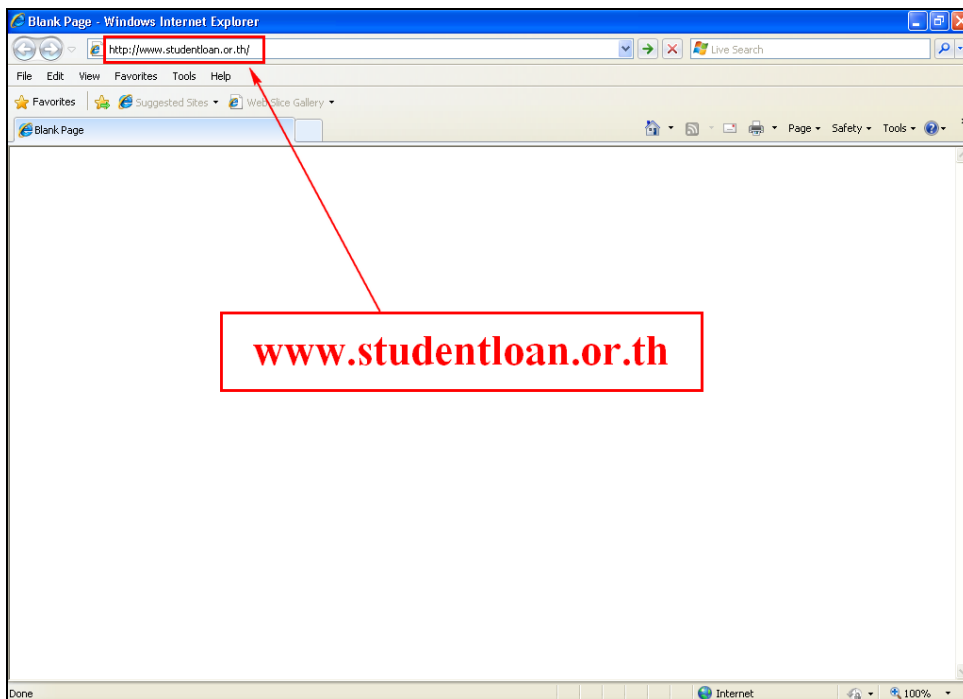 Blank Page - Windows Internet Explorer
http://www.studentloan.or.th/
Live Search
File Edit View Favorites Tools Help
Favorites Suggested Sites Web Slice Gallery
Blank Page
Page Safety Tools
www.studentloan.or.th
Done Internet 100%